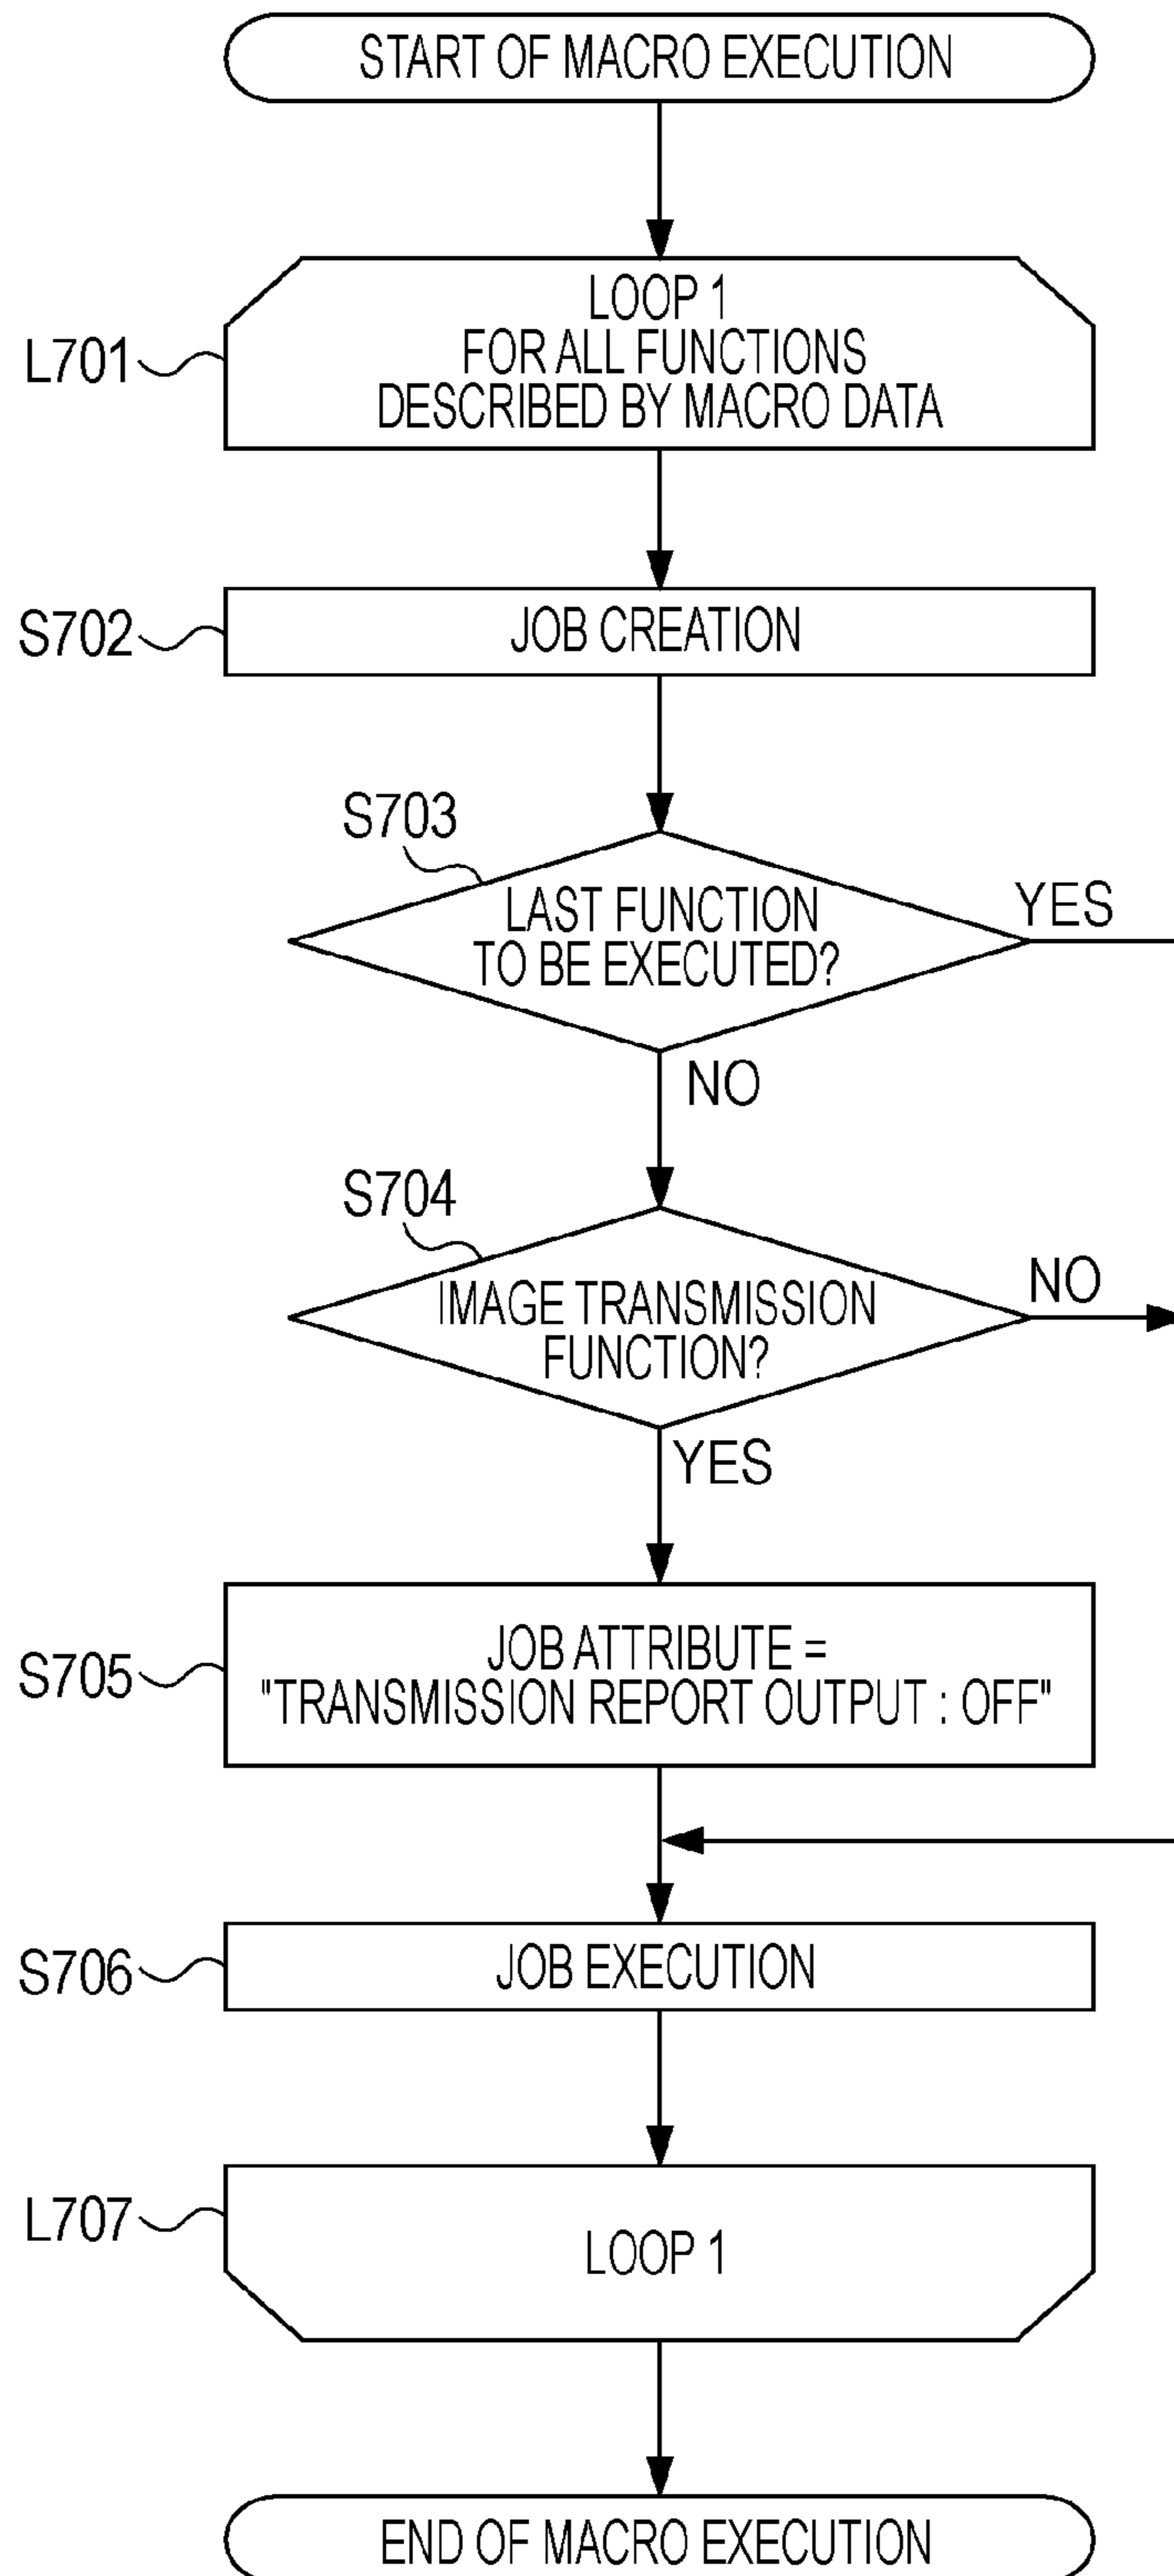 START OF MACRO EXECUTION
L701
LOOP 1
FOR ALL FUNCTIONS
DESCRIBED BY MACRO DATA
S702
JOB CREATION
S703
LAST FUNCTION
TO BE EXECUTED?
YES
NO
S704
IMAGE TRANSMISSION
FUNCTION?
NO
YES
S705
JOB ATTRIBUTE =
"TRANSMISSION REPORT OUTPUT : OFF"
S706
JOB EXECUTION
L707
LOOP 1
END OF MACRO EXECUTION